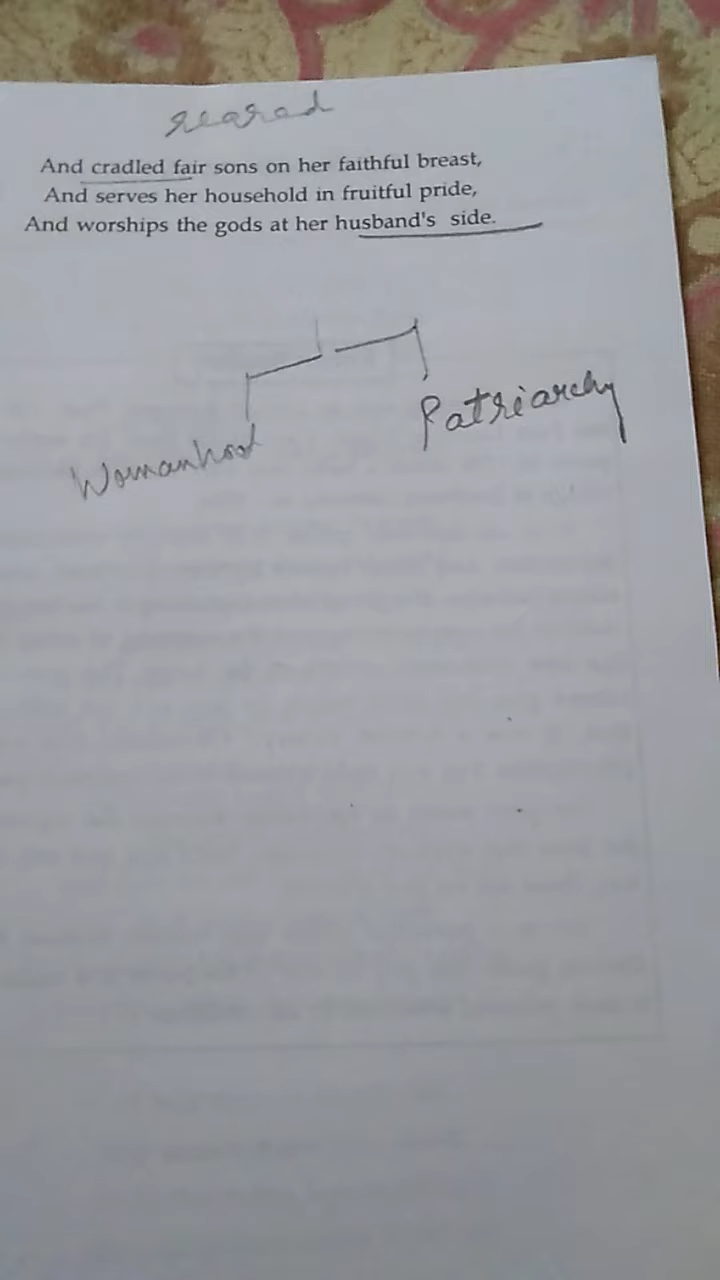 reared
And cradled fair sons on her faithful breast,
And serves her household in fruitful pride,
And worships the gods at her husband's side.
Patriarchy
Womanhood